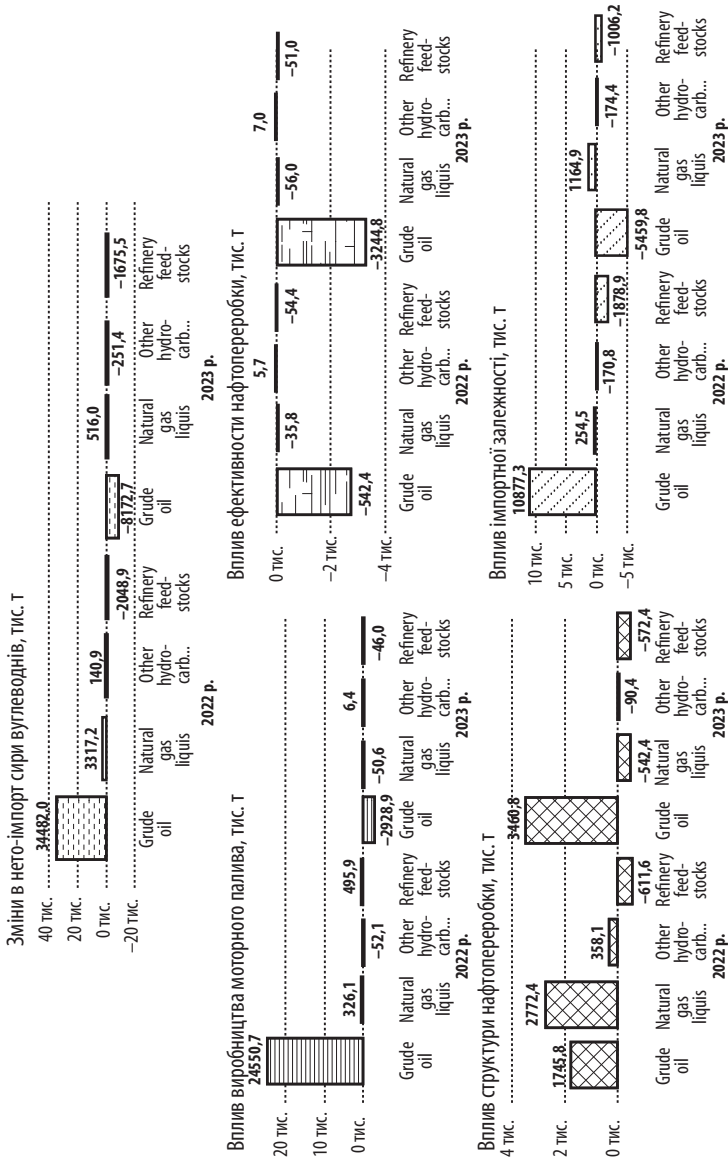 Зміни в нето-імпорт сири вуглеводнів, тис. Т
40 тис.
20 тис.
0 тис.
–20 тис.
34482,0
3317,2
140,9
–2048,9
–8172,7
516,0
–251,4
–1675,5
Grude oil
Natural gas liquis
Other hydro-carb...
Refinery feed-stocks
Grude oil
Natural gas liquis
Other hydro-carb...
Refinery feed-stocks
2022 р.
2023 р.
Вплив виробництва моторного палива, тис. Т
20 тис.
10 тис.
0 тис.
24550,7
326,1
–52,1
495,9
–2928,9
–50,6
6,4
–46,0
Grude oil
Natural gas liquis
Other hydro-carb...
Refinery feed-stocks
Grude oil
Natural gas liquis
Other hydro-carb...
Refinery feed-stocks
2022 р.
2023 р.
Вплив ефективности нафтопереробки, тис. Т
0 тис.
–2 тис.
–4 тис.
–542,4
–35,8
5,7
–54,4
–3244,8
–56,0
7,0
–51,0
Grude oil
Natural gas liquis
Other hydro-carb...
Refinery feed-stocks
Grude oil
Natural gas liquis
Other hydro-carb...
Refinery feed-stocks
2022 р.
2023 р.
Вплив структури нафтопереробки, тис. Т
4 тис.
2 тис.
0 тис.
1745,8
2772,4
358,1
–611,6
3460,8
–542,4
–90,4
–572,4
Grude oil
Natural gas liquis
Other hydro-carb...
Refinery feed-stocks
Grude oil
Natural gas liquis
Other hydro-carb...
Refinery feed-stocks
2022 р.
2023 р.
Вплив імпортної залежності, тис. Т
10 тис.
5 тис.
0 тис.
–5 тис.
10877,3
254,5
–170,8
–1878,9
–5459,8
1164,9
–174,4
–1006,2
Grude oil
Natural gas liquis
Other hydro-carb...
Refinery feed-stocks
Grude oil
Natural gas liquis
Other hydro-carb...
Refinery feed-stocks
2022 р.
2023 р.